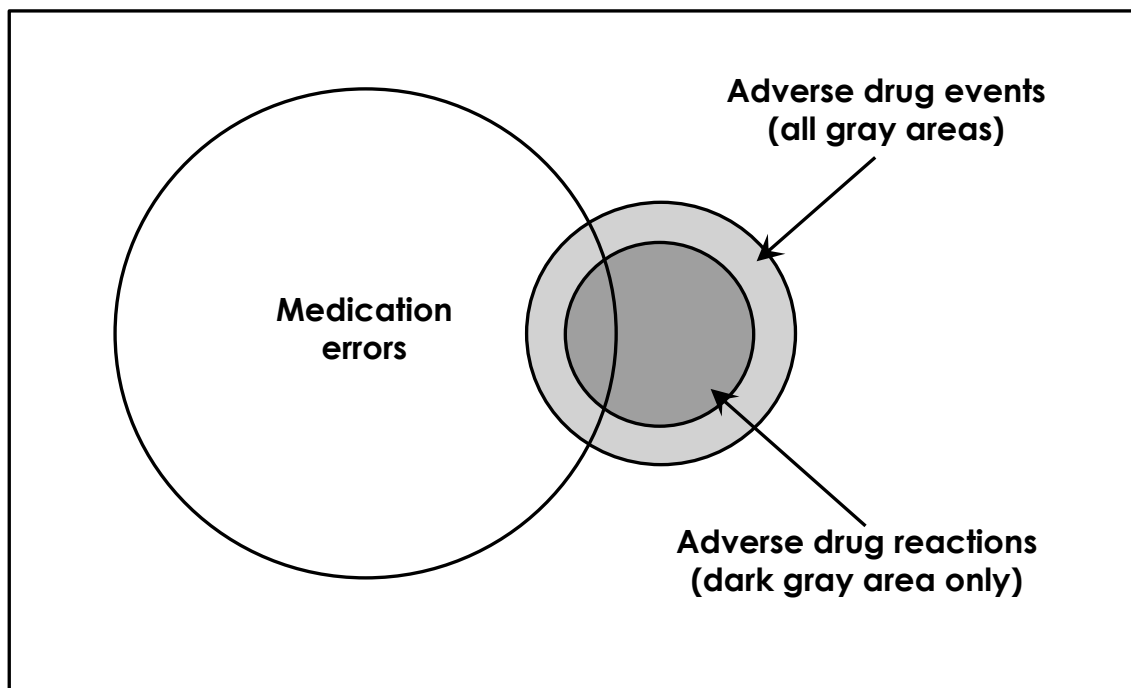 Adverse drug events
(all gray areas)
Medication
errors
Adverse drug reactions
(dark gray area only)